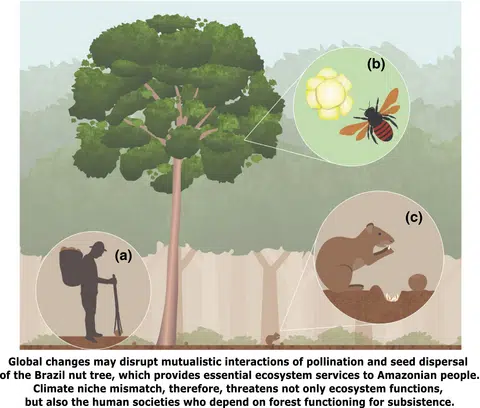 (b)
(c)
(a)
Global changes may disrupt mutualistic interactions of pollination and seed dispersal
of the Brazil nut tree, which provides essential ecosystem services to Amazonian people.
Climate niche mismatch, therefore, threatens not only ecosystem functions,
but also the human societies who depend on forest functioning for subsistence.